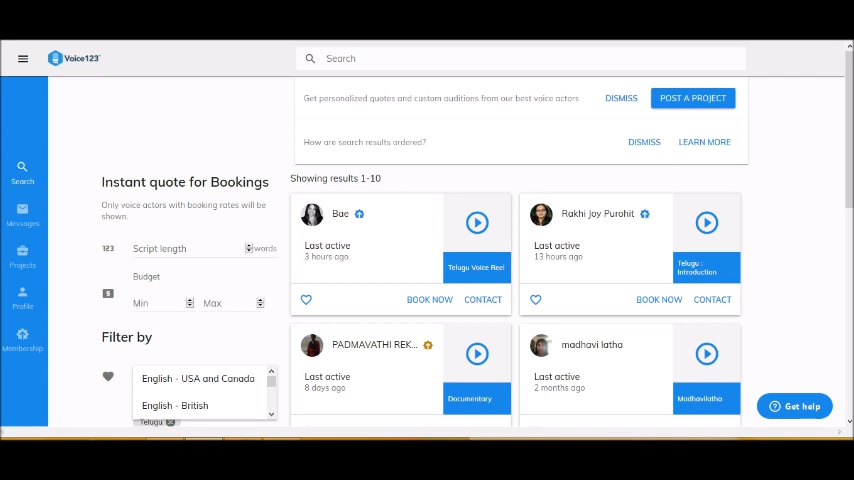 Voice123
Search
Get personalized quotes and custom auditions from our best voice actors
DISMISS
POST A PROJECT
How are search results ordered?
DISMISS
LEARN MORE
Search
Messages
Projects
Profile
Membership
Instant quote for Bookings
Only voice actors with booking rates will be
shown.
123
Script length
words
Budget
Min
Max
Filter by
English - USA and Canada
English - British
Telugu
Showing results 1-10
Bae
Last active
3 hours ago
Telugu Voice Reel
BOOK NOW
CONTACT
Rakhi Joy Purohit
Last active
13 hours ago
Telugu :
Introduction
BOOK NOW
CONTACT
PADMAVATHI REK...
Last active
8 days ago
Documentary
madhavi latha
Last active
2 months ago
Madhavilatha
Get help